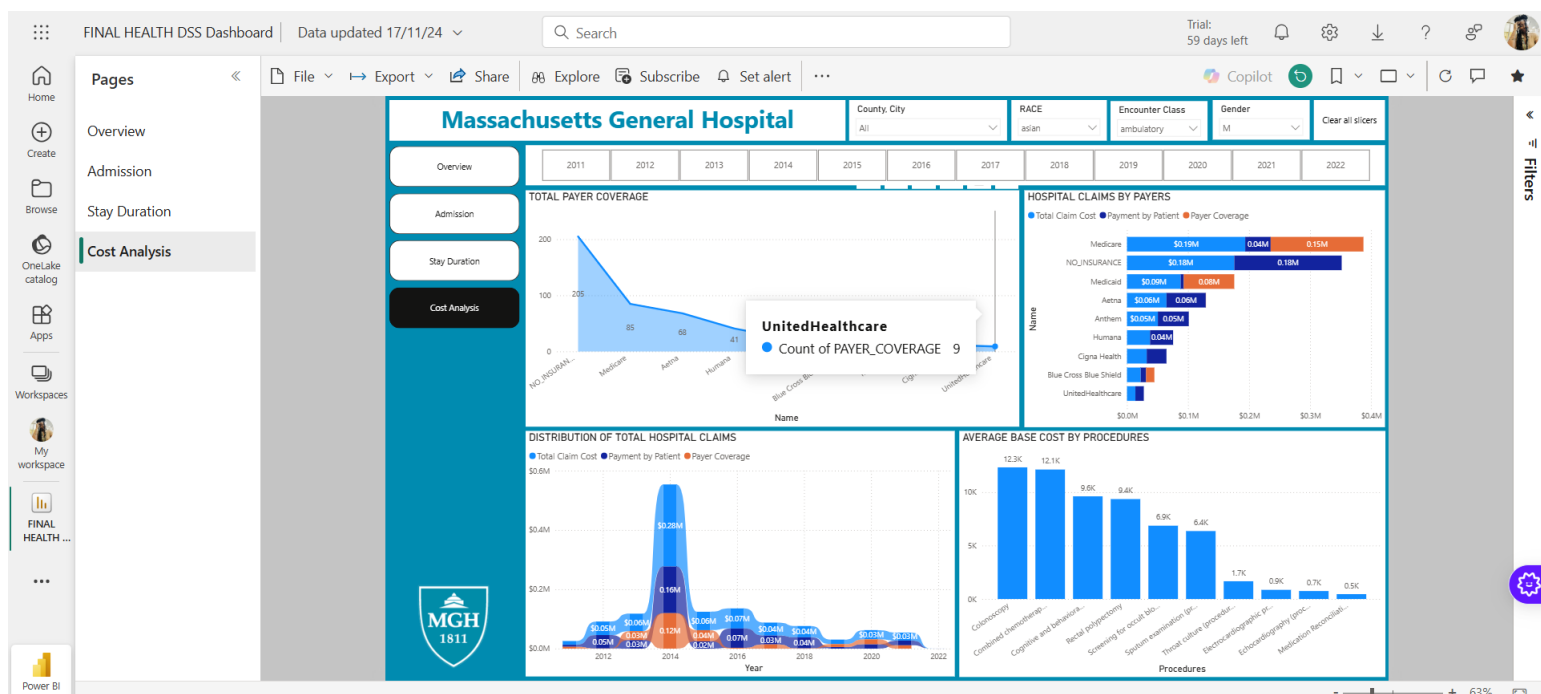 FINAL HEALTH DSS Dashboard | Data updated 17/11/24
Search
Trial:
59 days left
Home
Create
Browse
OneLake
catalog
Apps
Workspaces
My
workspace
FINAL
HEALTH ...
Power BI
Pages
Overview
Admission
Stay Duration
Cost Analysis
File Export Share Explore Subscribe Set alert ... Copilot
Filters
Massachusetts General Hospital
County, City
All
RACE
asian
Encounter Class
ambulatory
Gender
M
Clear all slicers
Overview
Admission
Stay Duration
Cost Analysis
MGH
1811
2011 2012 2013 2014 2015 2016 2017 2018 2019 2020 2021 2022
TOTAL PAYER COVERAGE
200
100
0
205
85
68
41
NO_INSURAN...
Medicare
Aetna
Humana
UnitedHealthcare
Name
UnitedHealthcare
Count of PAYER_COVERAGE 9
HOSPITAL CLAIMS BY PAYERS
Total Claim Cost Payment by Patient Payer Coverage
Name
Medicare $0.19M 0.04M 0.15M
NO_INSURANCE $0.18M 0.18M
Medicaid $0.09M 0.08M
Aetna $0.06M 0.06M
Anthem $0.05M 0.05M
Humana 0.04M
Cigna Health
Blue Cross Blue Shield
UnitedHealthcare
$0.0M $0.1M $0.2M $0.3M $0.4M
DISTRIBUTION OF TOTAL HOSPITAL CLAIMS
Total Claim Cost Payment by Patient Payer Coverage
$0.6M
$0.4M
$0.2M
$0.0M
$0.28M
0.16M
0.12M
$0.05M $0.06M $0.06M $0.07M $0.04M $0.04M $0.03M $0.03M
0.05M 0.03M 0.04M 0.07M 0.03M 0.04M
0.03M 0.02M
2012 2014 2016 2018 2020 2022
Year
AVERAGE BASE COST BY PROCEDURES
10K
5K
0K
12.3K 12.1K 9.6K 9.4K 6.9K 6.4K 1.7K 0.9K 0.7K 0.5K
Colonoscopy
Combined chemotherap...
Cognitive and behaviora...
Rectal polypectomy
Screening for occult blo...
Sputum examination (pr...
Throat culture (procedur...
Electrocardiographic pr...
Echocardiography (proc...
Medication Reconciliati...
Procedures
63%